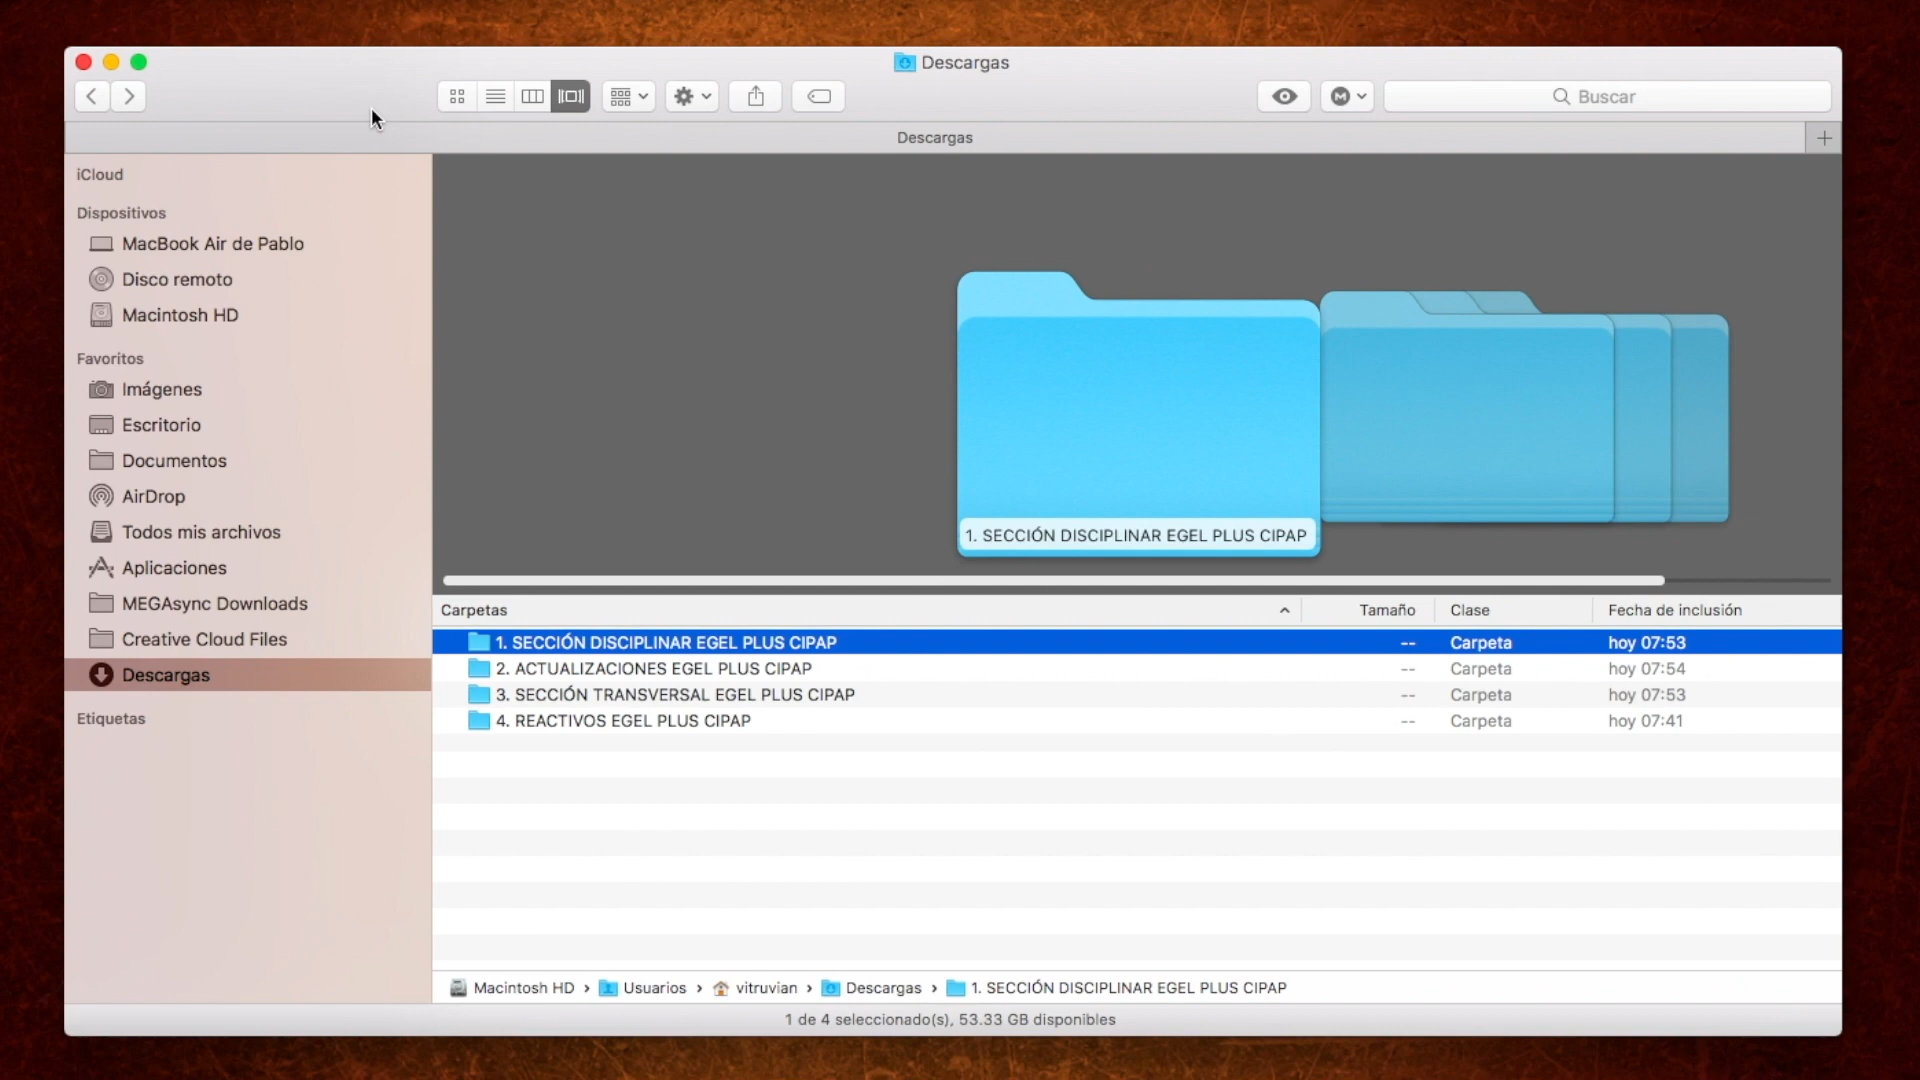 Descargas
Buscar
Descargas
iCloud
Dispositivos
MacBook Air de Pablo
Disco remoto
Macintosh HD
Favoritos
Imágenes
Escritorio
Documentos
AirDrop
Todos mis archivos
Aplicaciones
MEGAsync Downloads
Creative Cloud Files
Descargas
Etiquetas
1. SECCIÓN DISCIPLINAR EGEL PLUS CIPAP
Carpetas Tamaño Clase Fecha de inclusión
1. SECCIÓN DISCIPLINAR EGEL PLUS CIPAP -- Carpeta hoy 07:53
2. ACTUALIZACIONES EGEL PLUS CIPAP -- Carpeta hoy 07:54
3. SECCIÓN TRANSVERSAL EGEL PLUS CIPAP -- Carpeta hoy 07:53
4. REACTIVOS EGEL PLUS CIPAP -- Carpeta hoy 07:41
Macintosh HD › Usuarios › vitruvian › Descargas › 1. SECCIÓN DISCIPLINAR EGEL PLUS CIPAP
1 de 4 seleccionado(s), 53.33 GB disponibles